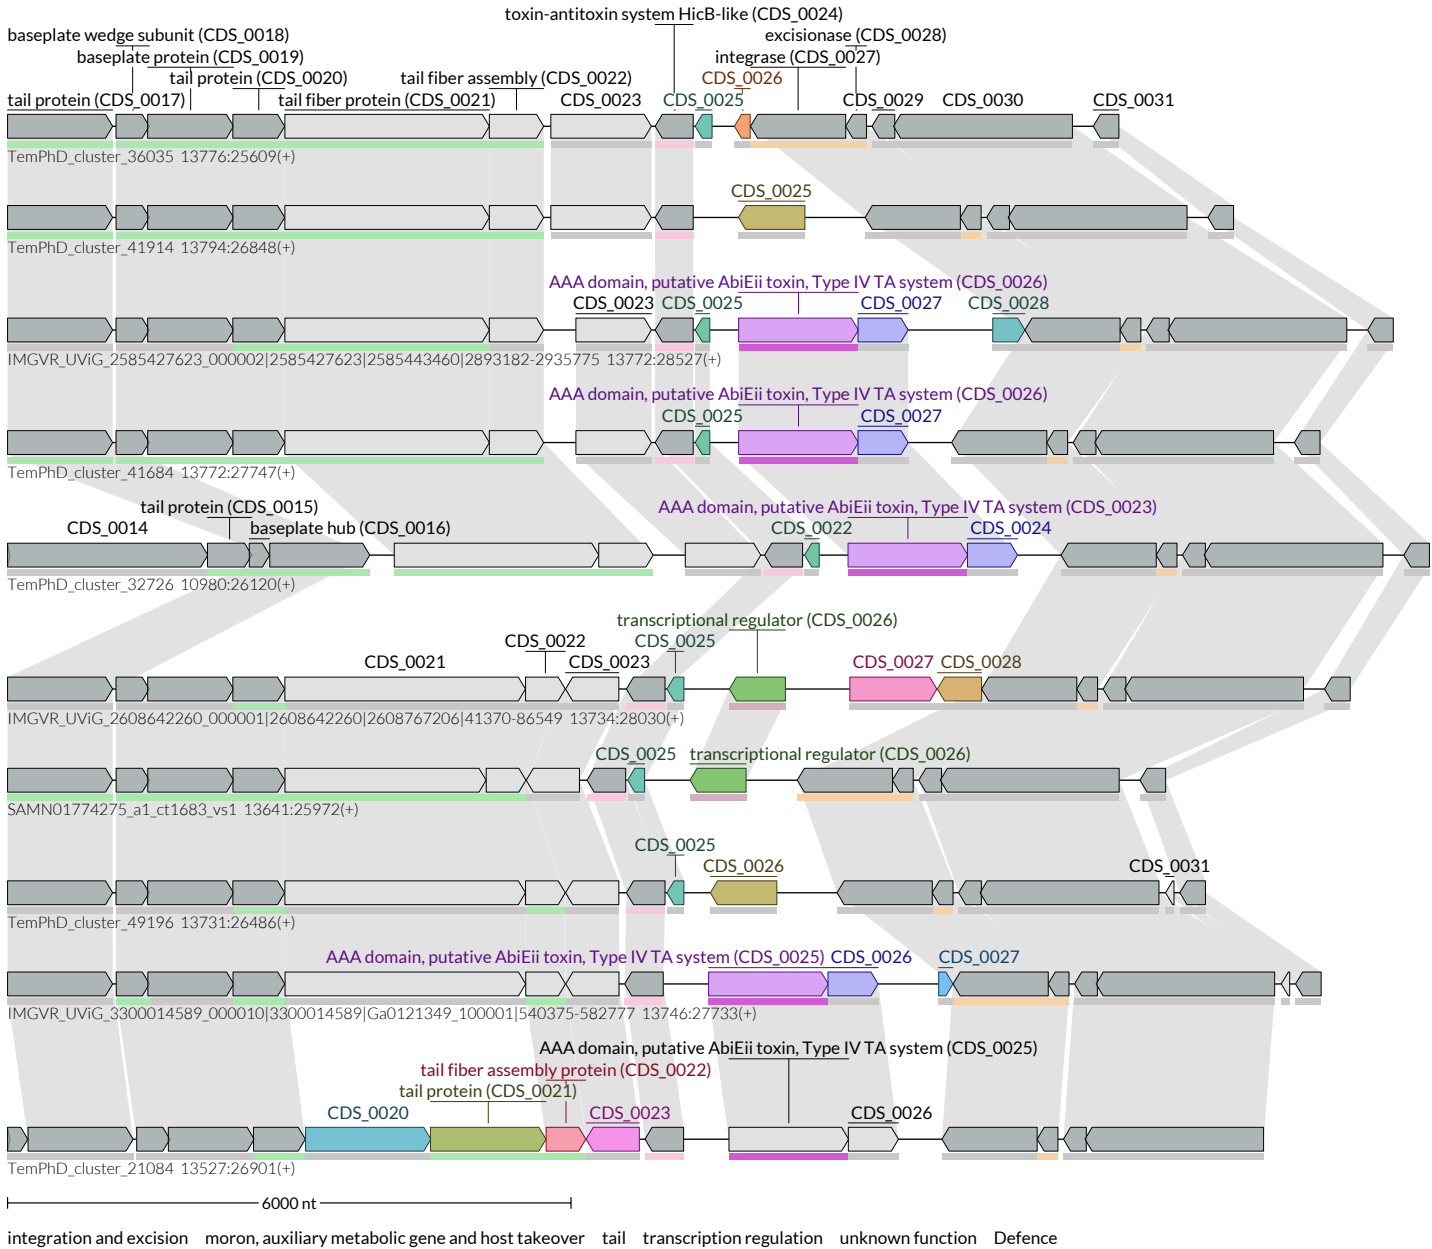 toxin-antitoxin system HicB-like (CDS_0024)
baseplate wedge subunit (CDS_0018)
excisionase (CDS_0028)
baseplate protein (CDS_0019)
integrase (CDS_0027)
tail protein (CDS_0020)
tail fiber assembly (CDS_0022)
CDS_0026
tail protein (CDS_0017)
tail fiber protein (CDS_0021)
CDS_0023
CDS_0025
CDS_0029
CDS_0030
CDS_0031
TemPhD_cluster_36035 13776:25609(+)
CDS_0025
TemPhD_cluster_41914 13794:26848(+)
AAA domain, putative AbiEii toxin, Type IV TA system (CDS_0026)
CDS_0023
CDS_0025
CDS_0027
CDS_0028
IMGVR_UViG_2585427623_000002|2585427623|2585443460|2893182-2935775 13772:28527(+)
AAA domain, putative AbiEii toxin, Type IV TA system (CDS_0026)
CDS_0025
CDS_0027
TemPhD_cluster_41684 13772:27747(+)
tail protein (CDS_0015)
AAA domain, putative AbiEii toxin, Type IV TA system (CDS_0023)
CDS_0014
baseplate hub (CDS_0016)
CDS_0022
CDS_0024
TemPhD_cluster_32726 10980:26120(+)
transcriptional regulator (CDS_0026)
CDS_0022
CDS_0025
CDS_0021
CDS_0023
CDS_0027
CDS_0028
IMGVR_UViG_2608642260_000001|2608642260|2608767206|41370-86549 13734:28030(+)
CDS_0025
transcriptional regulator (CDS_0026)
SAMN01774275_a1_ct1683_vs1 13641:25972(+)
CDS_0025
CDS_0026
CDS_0031
TemPhD_cluster_49196 13731:26486(+)
AAA domain, putative AbiEii toxin, Type IV TA system (CDS_0025)
CDS_0026
CDS_0027
IMGVR_UViG_3300014589_000010|3300014589|Ga0121349_100001|540375-582777 13746:27733(+)
AAA domain, putative AbiEii toxin, Type IV TA system (CDS_0025)
tail fiber assembly protein (CDS_0022)
tail protein (CDS_0021)
CDS_0020
CDS_0023
CDS_0026
TemPhD_cluster_21084 13527:26901(+)
6000 nt
integration and excision moron, auxiliary metabolic gene and host takeover tail transcription regulation unknown function Defence